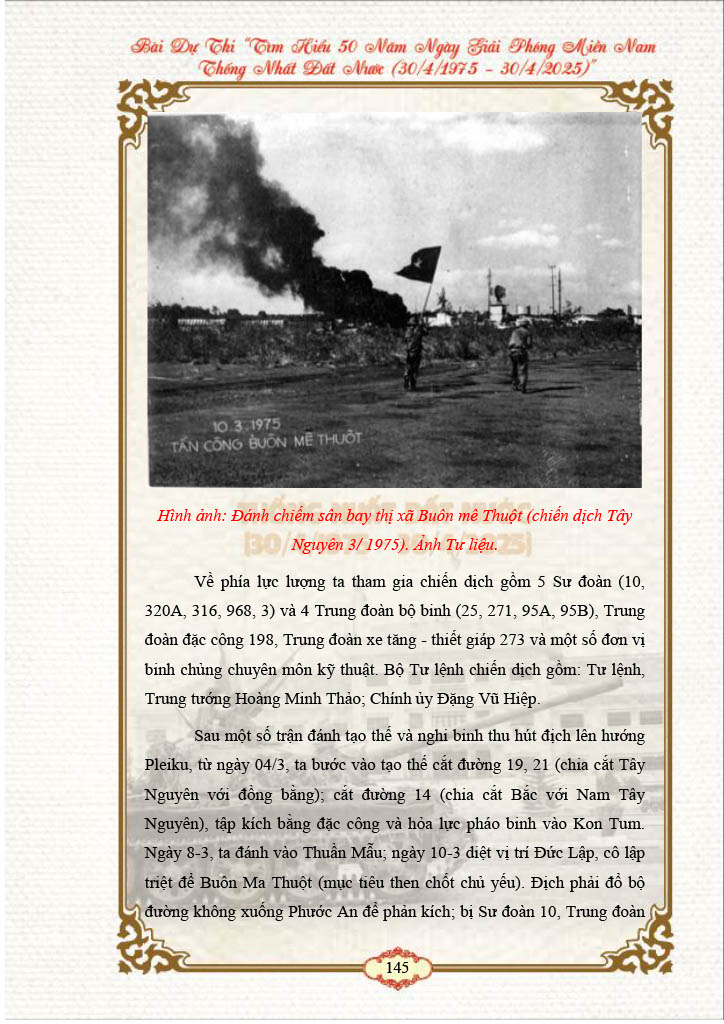 Bài Dự Thi "Tìm Hiểu 50 Năm Ngày Giải Phóng Miền Nam
Thống Nhất Đất Nước (30/4/1975 - 30/4/2025)"
10.3.1975
TẤN CÔNG BUÔN MÊ THUỘT
Hình ảnh: Đánh chiếm sân bay thị xã Buôn mê Thuột (chiến dịch Tây
Nguyên 3/ 1975). Ảnh Tư liệu.
Về phía lực lượng ta tham gia chiến dịch gồm 5 Sư đoàn (10,
320A, 316, 968, 3) và 4 Trung đoàn bộ binh (25, 271, 95A, 95B), Trung
đoàn đặc công 198, Trung đoàn xe tăng - thiết giáp 273 và một số đơn vị
binh chủng chuyên môn kỹ thuật. Bộ Tư lệnh chiến dịch gồm: Tư lệnh,
Trung tướng Hoàng Minh Thảo; Chính ủy Đặng Vũ Hiệp.
Sau một số trận đánh tạo thế và nghi binh thu hút địch lên hướng
Pleiku, từ ngày 04/3, ta bước vào tạo thế cắt đường 19, 21 (chia cắt Tây
Nguyên với đồng bằng); cắt đường 14 (chia cắt Bắc với Nam Tây
Nguyên), tập kích bằng đặc công và hỏa lực pháo binh vào Kon Tum.
Ngày 8-3, ta đánh vào Thuần Mẫu; ngày 10-3 diệt vị trí Đức Lập, cô lập
triệt để Buôn Ma Thuột (mục tiêu then chốt chủ yếu). Địch phải đổ bộ
đường không xuống Phước An để phản kích; bị Sư đoàn 10, Trung đoàn
145